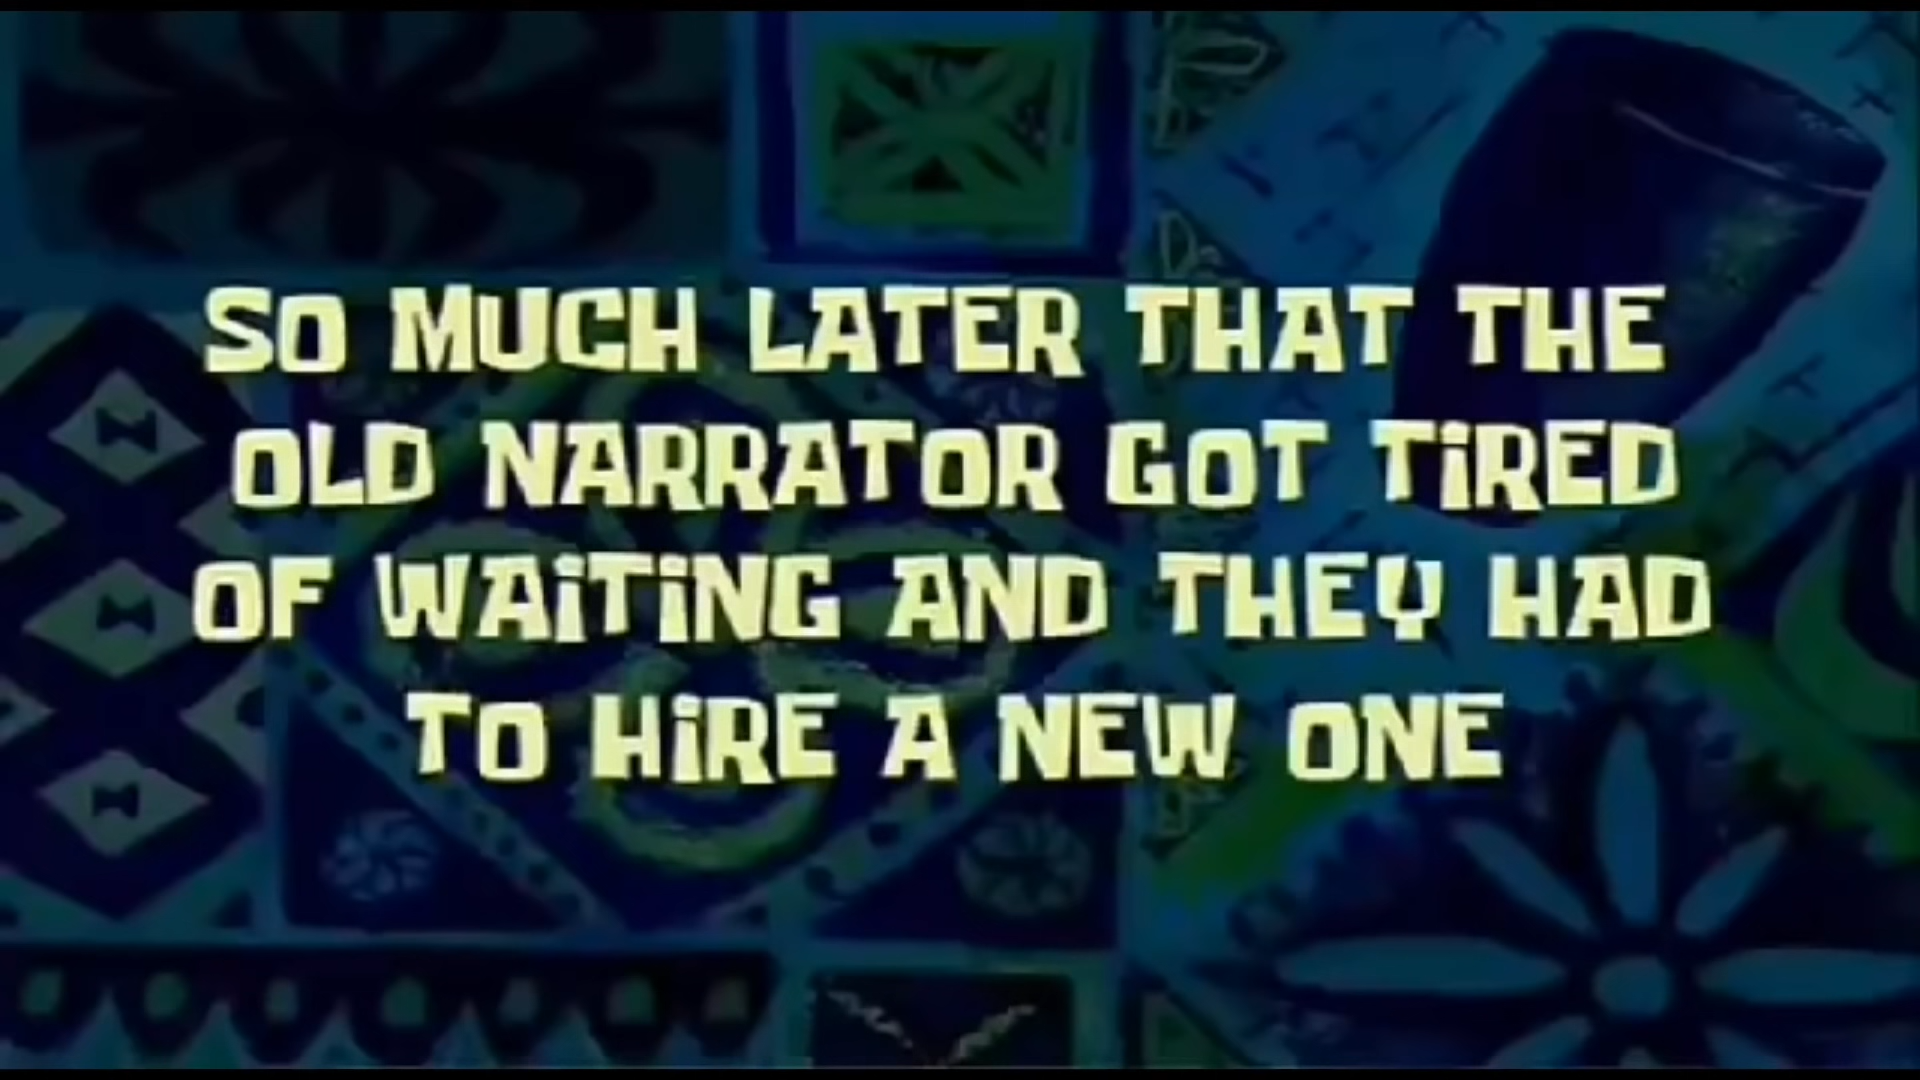 SO MUCH LATER THAT THE
OLD NARRATOR GOT TiRED
OF WAiTiNG AND THEY HAD
TO HiRE A NEW ONE